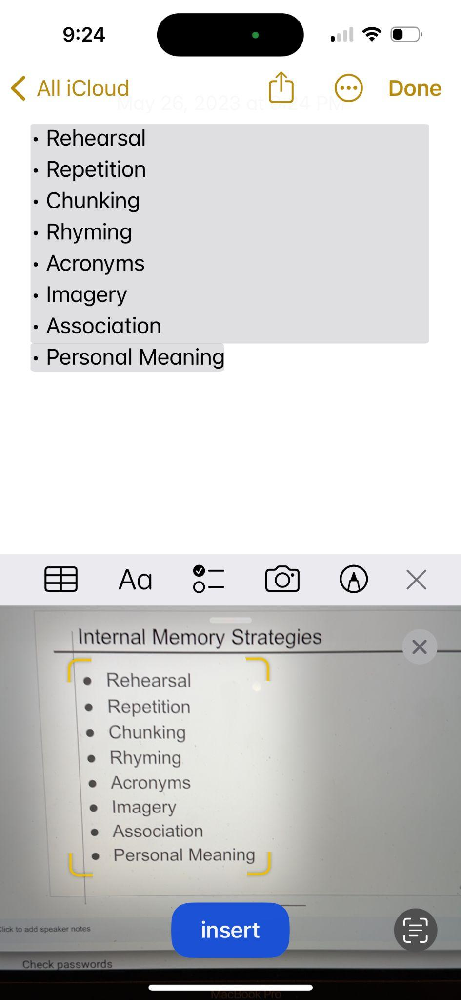 9:24
All iCloud
Done
May 26, 2023 at 9:24 PM
• Rehearsal
• Repetition
• Chunking
• Rhyming
• Acronyms
• Imagery
• Association
• Personal Meaning
Aa
Internal Memory Strategies
• Rehearsal
• Repetition
• Chunking
• Rhyming
• Acronyms
• Imagery
• Association
• Personal Meaning
insert
Click to add speaker notes
Check passwords
MacBook Pro